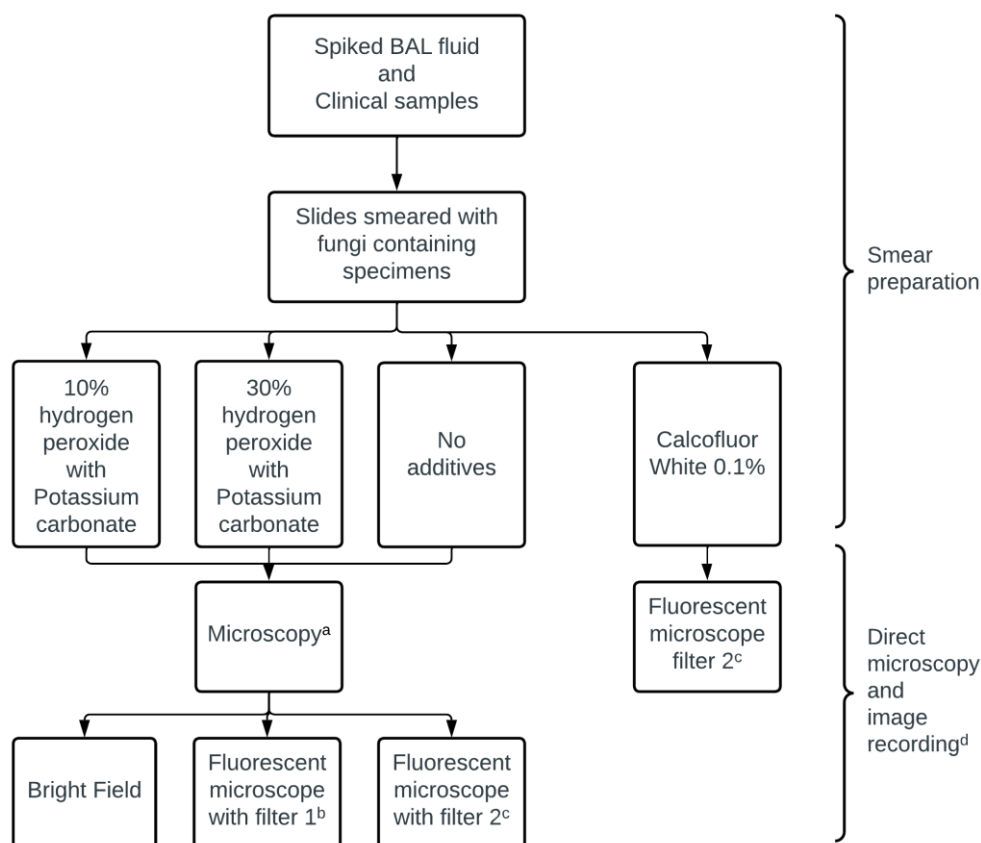 Spiked BAL fluid
and
Clinical samples
Slides smeared with
fungi containing
specimens
Smear
preparation
10%
hydrogen
peroxide
with
Potassium
carbonate
30%
hydrogen
peroxide
with
Potassium
carbonate
No
additives
Calcofluor
White 0.1%
Microscopyᵃ
Fluorescent
microscope
filter 2ᶜ
Direct
microscopy
and
image
recordingᵈ
Bright Field
Fluorescent
microscope
with filter 1ᵇ
Fluorescent
microscope
with filter 2ᶜ